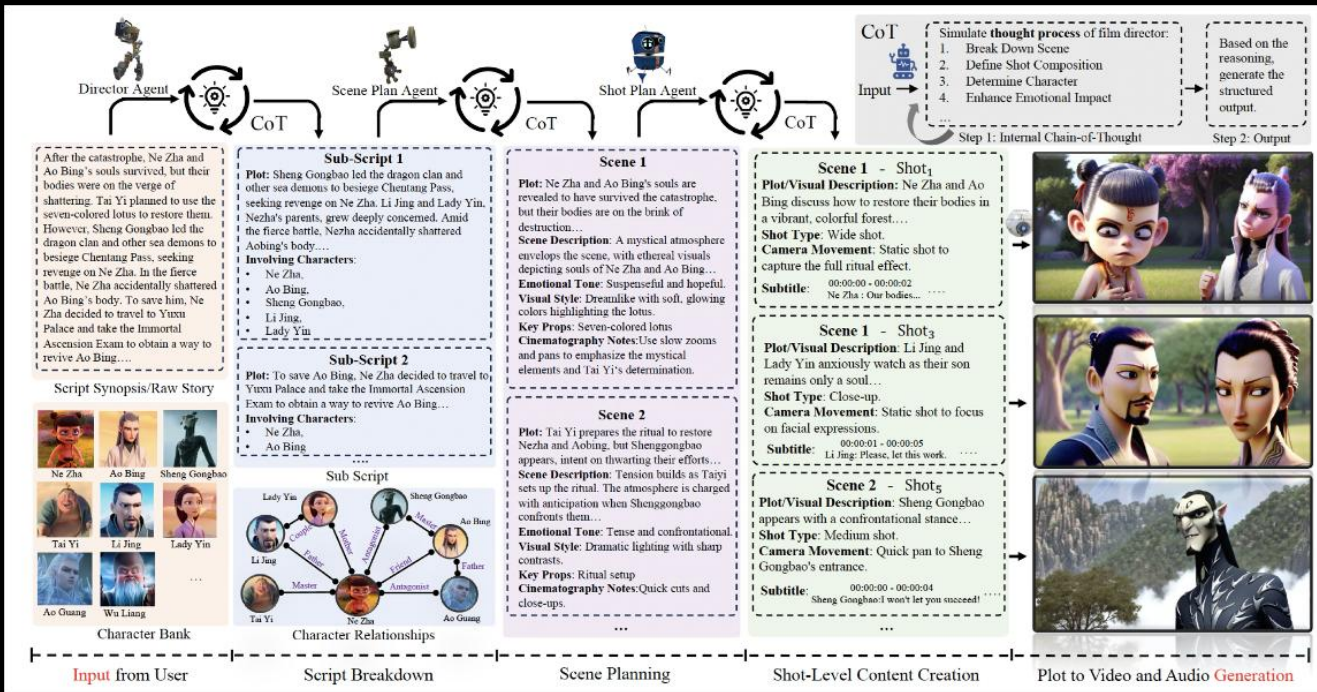 Director Agent
CoT
Scene Plan Agent
CoT
Shot Plan Agent
CoT
CoT
Input
Simulate thought process of film director:
1. Break Down Scene
2. Define Shot Composition
3. Determine Character
4. Enhance Emotional Impact
…
Step 1: Internal Chain-of-Thought
Based on the
reasoning,
generate the
structured
output.
Step 2: Output
After the catastrophe, Ne Zha and
Ao Bing's souls survived, but their
bodies were on the verge of
shattering. Tai Yi planned to use the
seven-colored lotus to restore them.
However, Sheng Gongbao led the
dragon clan and other sea demons to
besiege Chentang Pass, seeking
revenge on Ne Zha. In the fierce
battle, Ne Zha accidentally shattered
Ao Bing's body. To save him, Ne
Zha decided to travel to Yuxu
Palace and take the Immortal
Ascension Exam to obtain a way to
revive Ao Bing….
Script Synopsis/Raw Story
Ne Zha
Ao Bing
Sheng Gongbao
Tai Yi
Li Jing
Lady Yin
Ao Guang
Wu Liang
…
Character Bank
Sub-Script 1
Plot: Sheng Gongbao led the dragon clan and
other sea demons to besiege Chentang Pass,
seeking revenge on Ne Zha. Li Jing and Lady Yin,
Nezha's parents, grew deeply concerned. Amid
the fierce battle, Nezha accidentally shattered
Aobing's body.…
Involving Characters:
• Ne Zha,
• Ao Bing,
• Sheng Gongbao,
• Li Jing,
• Lady Yin
Sub-Script 2
Plot: To save Ao Bing, Ne Zha decided to travel to
Yuxu Palace and take the Immortal Ascension
Exam to obtain a way to revive Ao Bing…
Involving Characters:
• Ne Zha,
• Ao Bing
….
Sub Script
Lady Yin
Sheng Gongbao
Ao Bing
Li Jing
Tai Yi
Ne Zha
Ao Guang
Couple
Father
Mother
Antagonist
Master
Friend
Father
Master
Antagonist
Character Relationships
Scene 1
Plot: Ne Zha and Ao Bing's souls are
revealed to have survived the catastrophe,
but their bodies are on the brink of
destruction…
Scene Description: A mystical atmosphere
envelops the scene, with ethereal visuals
depicting souls of Ne Zha and Ao Bing…
Emotional Tone: Suspenseful and hopeful.
Visual Style: Dreamlike with soft, glowing
colors highlighting the lotus.
Key Props: Seven-colored lotus
Cinematography Notes:Use slow zooms
and pans to emphasize the mystical
elements and Tai Yi's determination.
Scene 2
Plot: Tai Yi prepares the ritual to restore
Nezha and Aobing, but Shenggongbao
appears, intent on thwarting their efforts…
Scene Description: Tension builds as Taiyi
sets up the ritual. The atmosphere is charged
with anticipation when Shenggongbao
confronts them…
Emotional Tone: Tense and confrontational.
Visual Style: Dramatic lighting with sharp
contrasts.
Key Props: Ritual setup
Cinematography Notes:Quick cuts and
close-ups.
…
Scene 1 - Shot1
Plot/Visual Description: Ne Zha and Ao
Bing discuss how to restore their bodies in
a vibrant, colorful forest.…
Shot Type: Wide shot.
Camera Movement: Static shot to
capture the full ritual effect.
Subtitle: 00:00:00 - 00:00:02
Ne Zha : Our bodies... ….
Scene 1 - Shot3
Plot/Visual Description: Li Jing and
Lady Yin anxiously watch as their son
remains only a soul…
Shot Type: Close-up.
Camera Movement: Static shot to focus
on facial expressions.
Subtitle: 00:00:01 - 00:00:05
Li Jing: Please, let this work. ….
Scene 2 - Shot5
Plot/Visual Description: Sheng Gongbao
appears with a confrontational stance…
Shot Type: Medium shot.
Camera Movement: Quick pan to Sheng
Gongbao's entrance.
Subtitle: 00:00:00 - 00:00:04
Sheng Gongbao:I won't let you succeed! ….
…
Input from User
Script Breakdown
Scene Planning
Shot-Level Content Creation
Plot to Video and Audio Generation